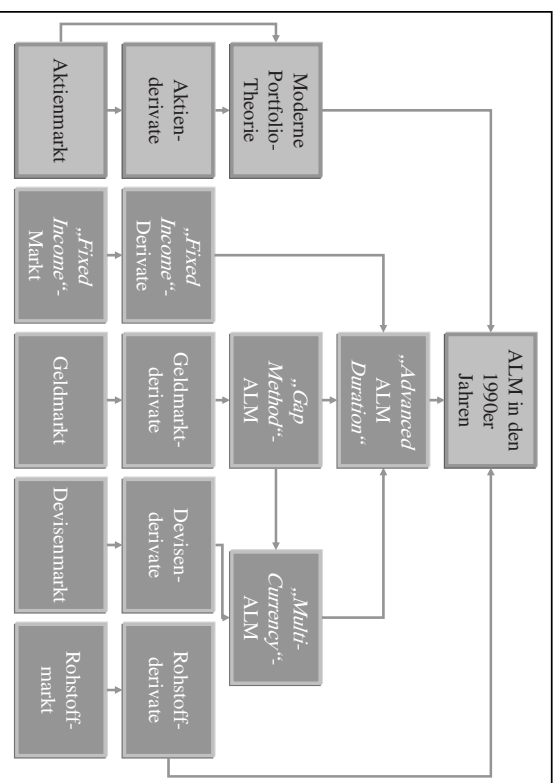 ALM in den
1990er
Jahren
„Advanced
ALM
Duration“
Moderne
Portfolio-
Theorie
„Gap
Method“-
ALM
„Multi-
Currency“-
ALM
Aktien-
derivate
„Fixed
Income“-
Derivate
Geldmarkt-
derivate
Devisen-
derivate
Rohstoff-
derivate
Aktienmarkt
„Fixed
Income“-
Markt
Geldmarkt
Devisenmarkt
Rohstoff-
markt